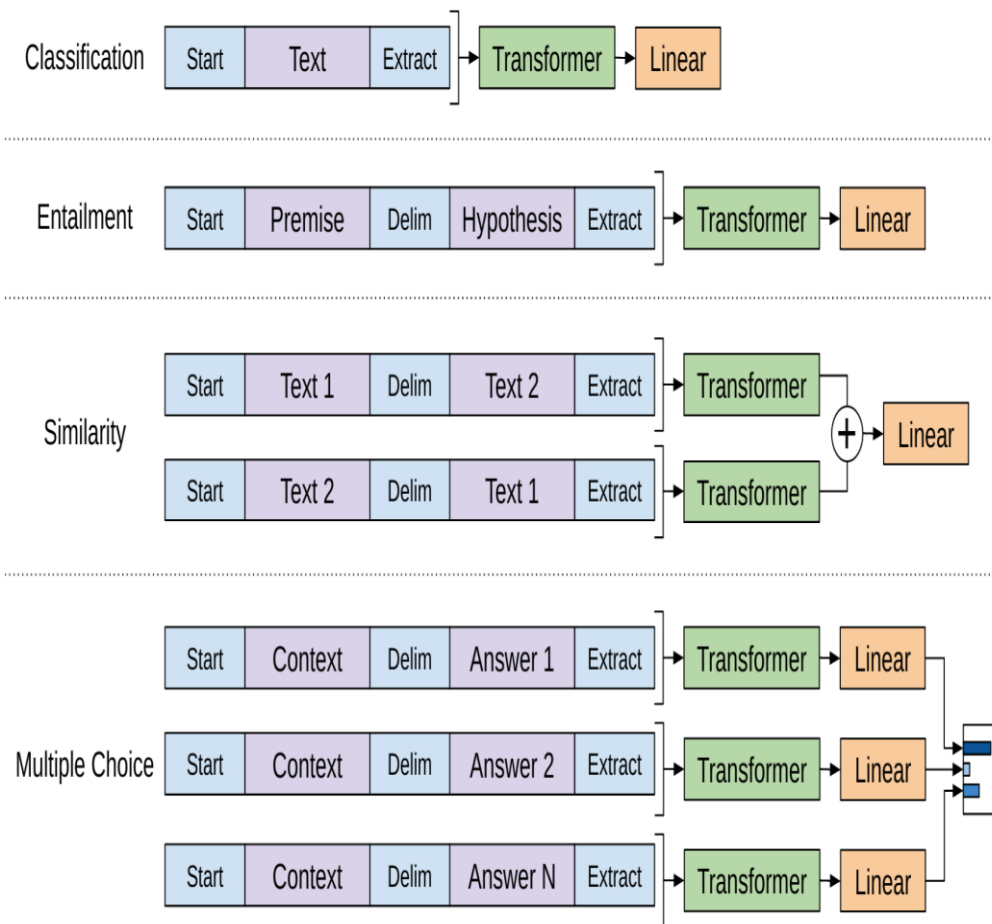 Classification Start Text Extract Transformer Linear
Entailment Start Premise Delim Hypothesis Extract Transformer Linear
Start Text 1 Delim Text 2 Extract Transformer
Similarity + Linear
Start Text 2 Delim Text 1 Extract Transformer
Start Context Delim Answer 1 Extract Transformer Linear
Multiple Choice Start Context Delim Answer 2 Extract Transformer Linear
Start Context Delim Answer N Extract Transformer Linear